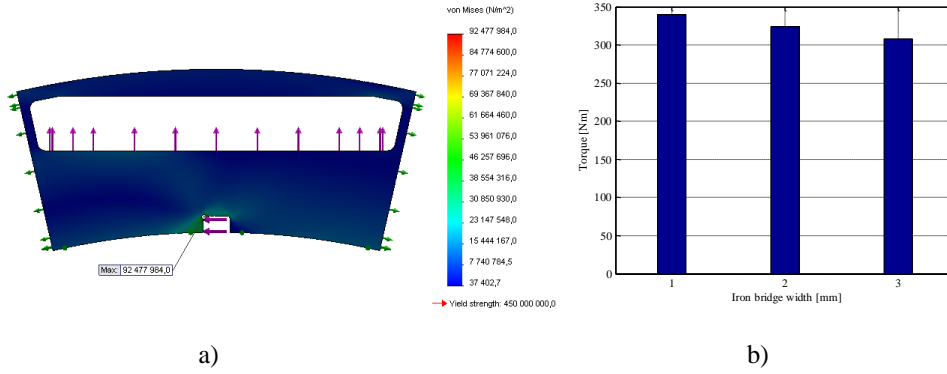 von Mises (N/m^2)
92 477 984,0
84 774 600,0
77 071 224,0
69 367 840,0
61 664 460,0
53 961 076,0
46 257 696,0
38 554 316,0
30 850 930,0
23 147 548,0
15 444 167,0
7 740 784,5
37 402,7
Yield strength: 450 000 000,0
Max: 92 477 984,0
a)
350
300
250
200
150
100
50
0
Torque [Nm]
1 2 3
Iron bridge width [mm]
b)